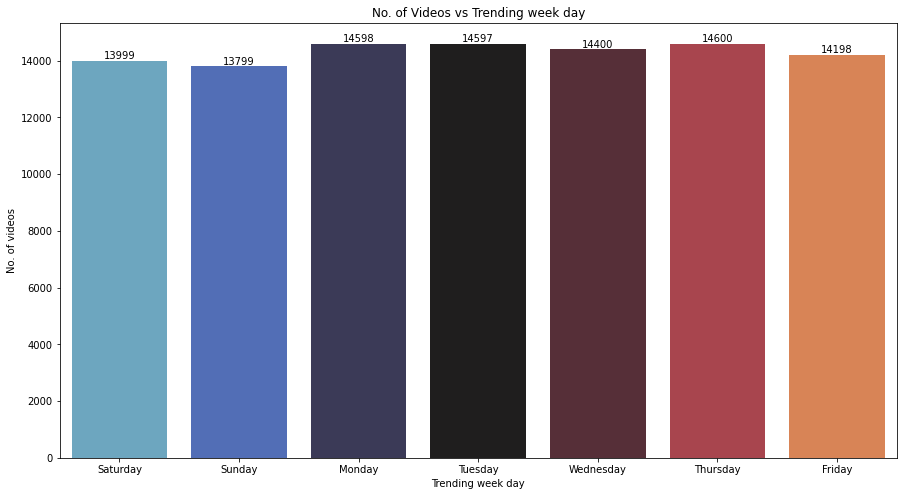 No. of Videos vs Trending week day
13999
13799
14598
14597
14400
14600
14198
14000
12000
10000
8000
6000
4000
2000
0
No. of videos
Saturday
Sunday
Monday
Tuesday
Wednesday
Thursday
Friday
Trending week day